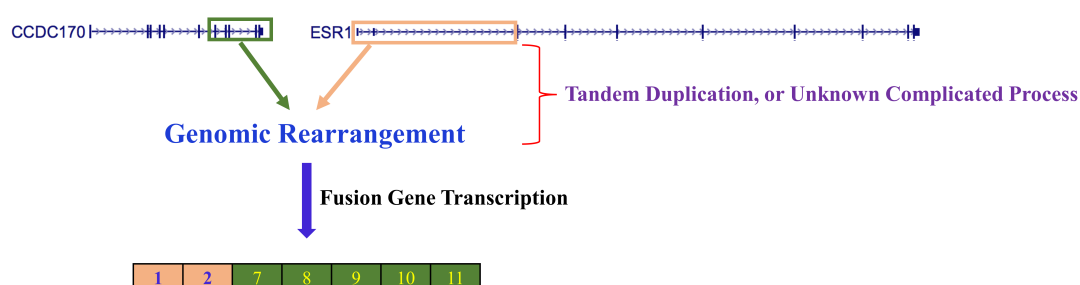 CCDC170 ESR1
Tandem Duplication, or Unknown Complicated Process
Genomic Rearrangement
Fusion Gene Transcription
1 2 7 8 9 10 11